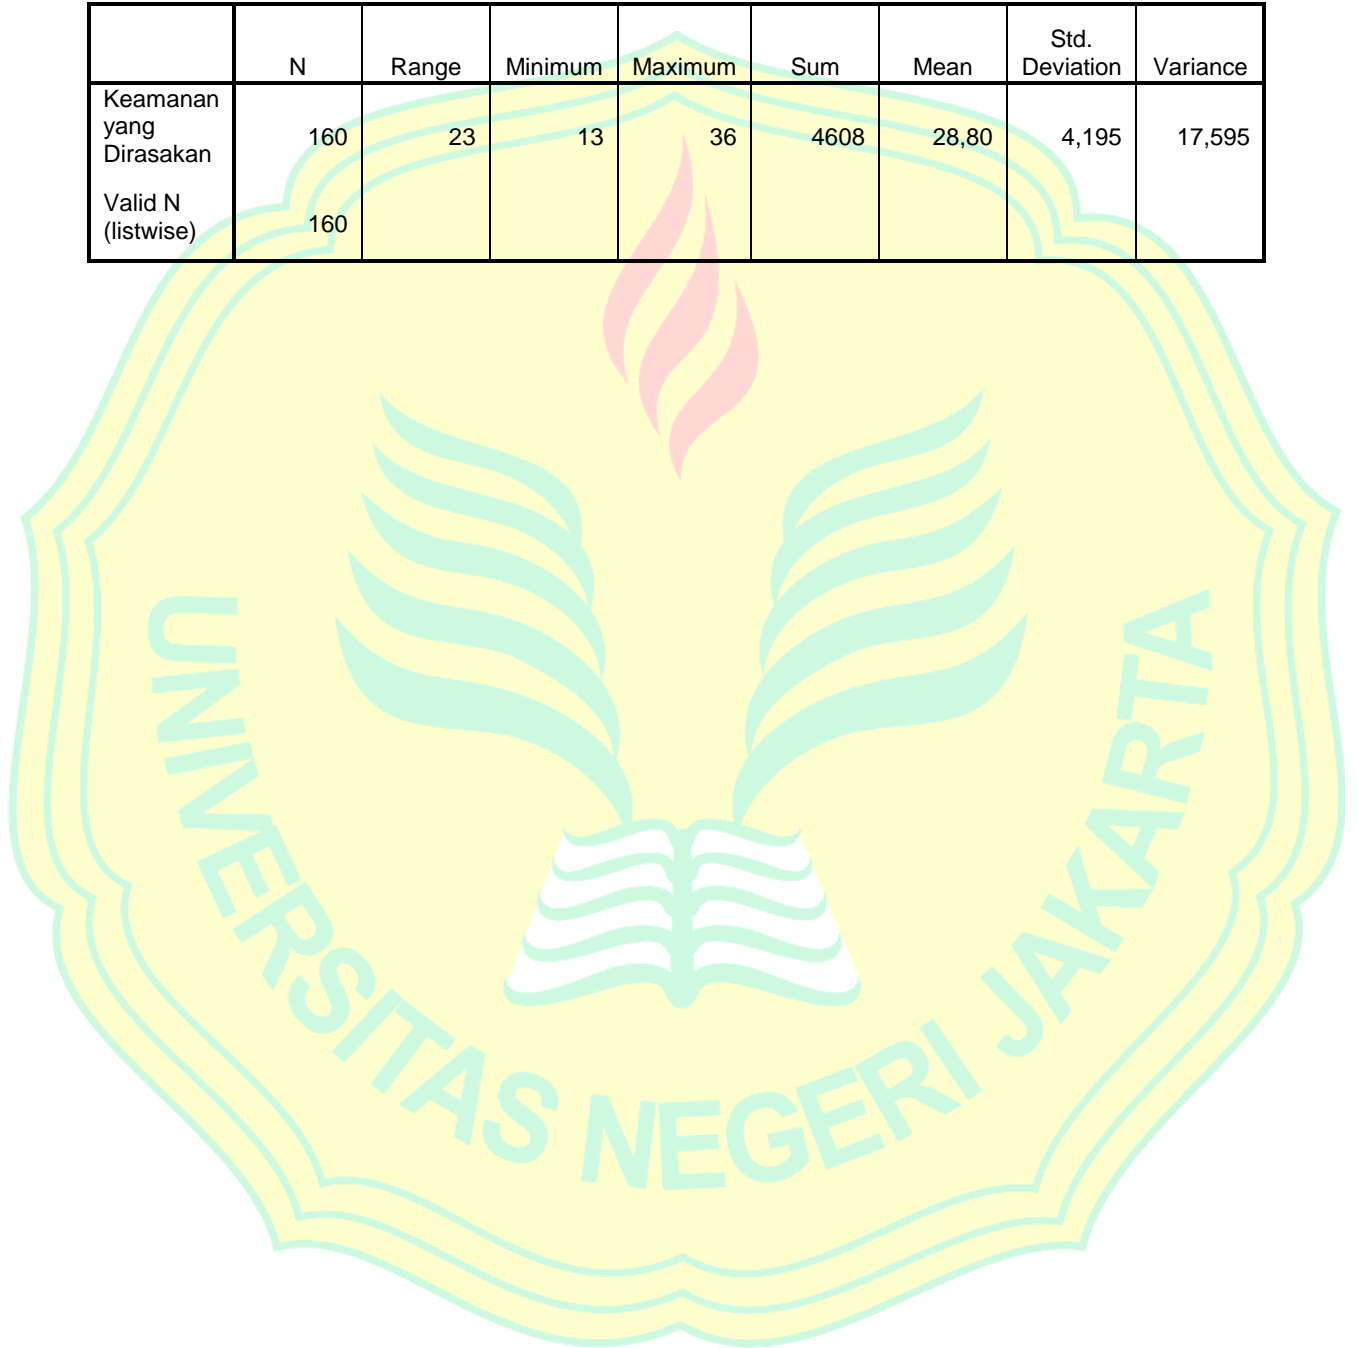 N Range Minimum Maximum Sum Mean Std. Deviation Variance
Keamanan yang Dirasakan 160 23 13 36 4608 28,80 4,195 17,595
Valid N (listwise) 160
UNIVERSITAS NEGERI JAKARTA